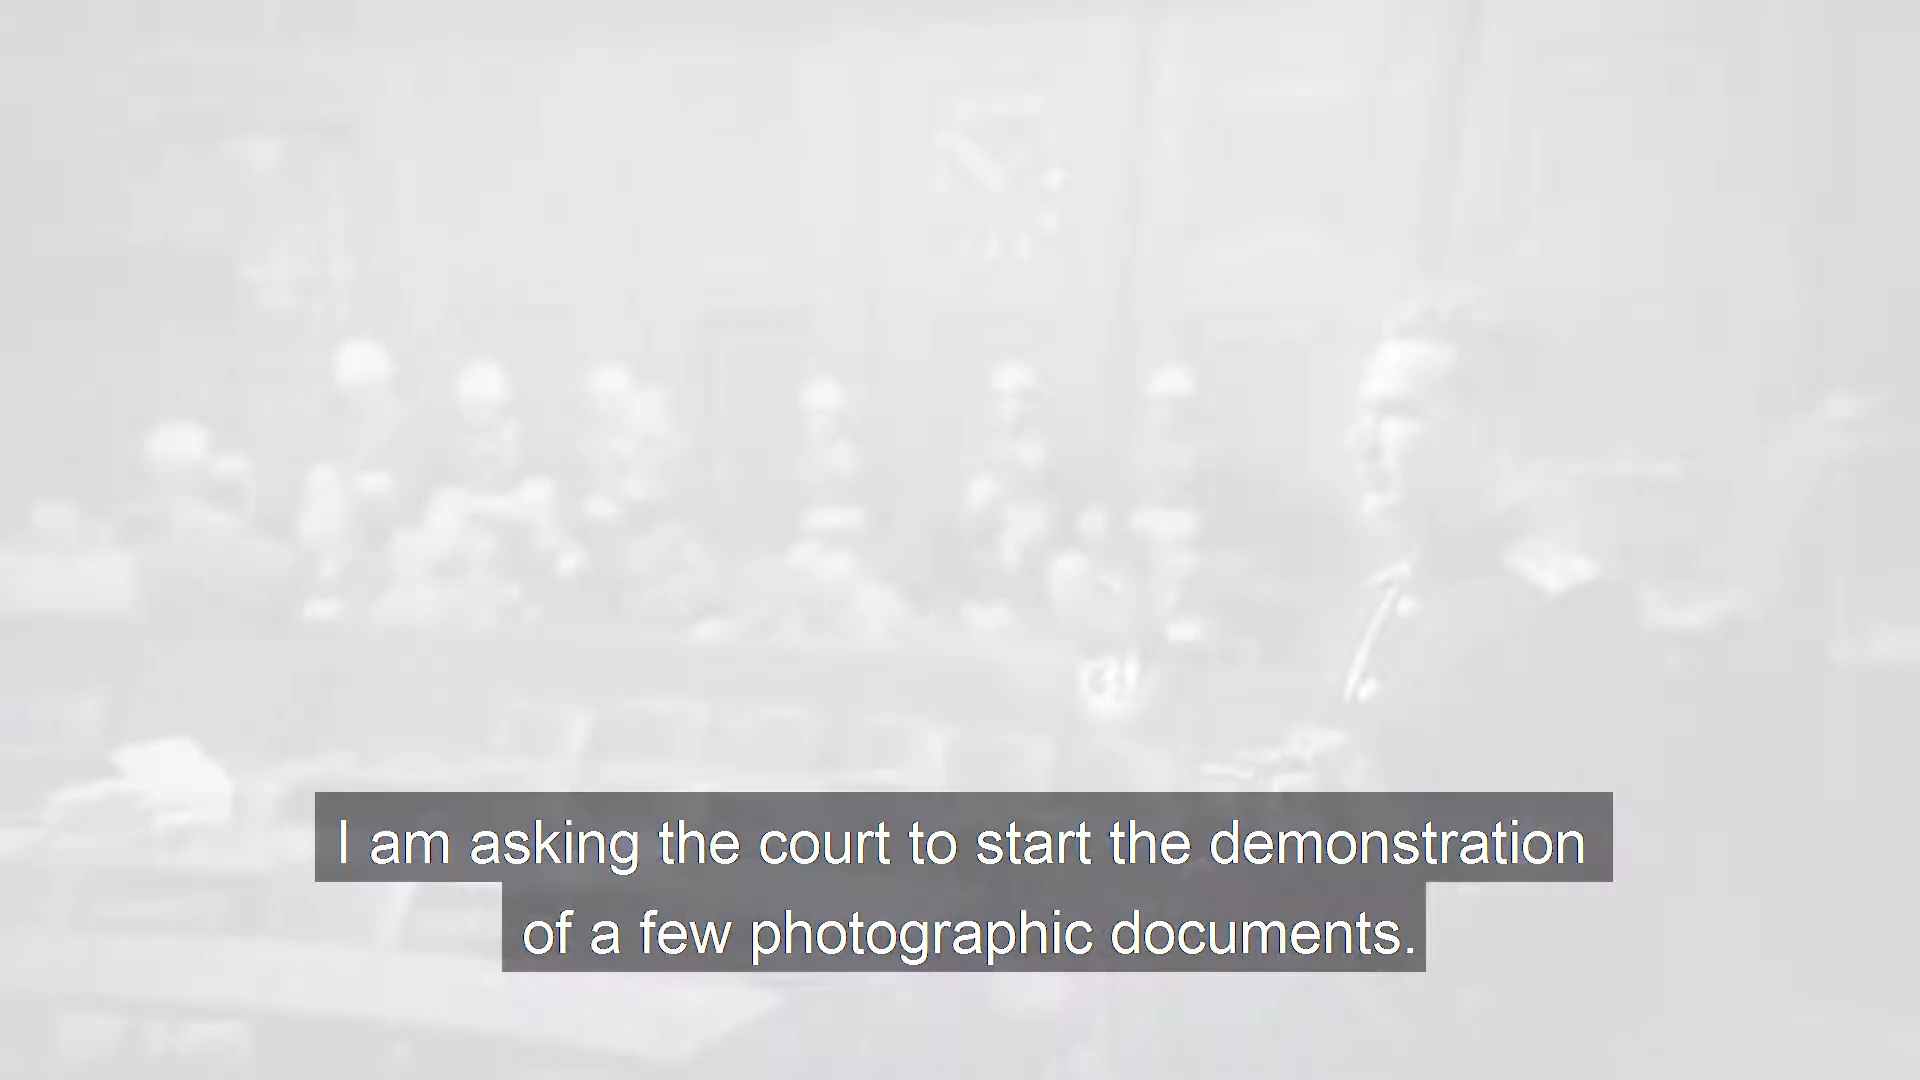 I am asking the court to start the demonstration
of a few photographic documents.